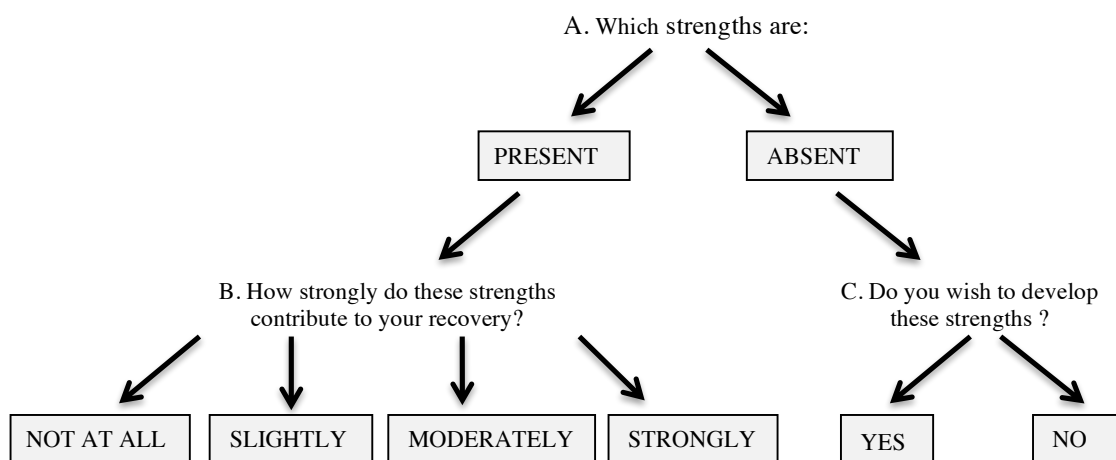 A. Which strengths are:
PRESENT
ABSENT
B. How strongly do these strengths
contribute to your recovery?
C. Do you wish to develop
these strengths ?
NOT AT ALL
SLIGHTLY
MODERATELY
STRONGLY
YES
NO